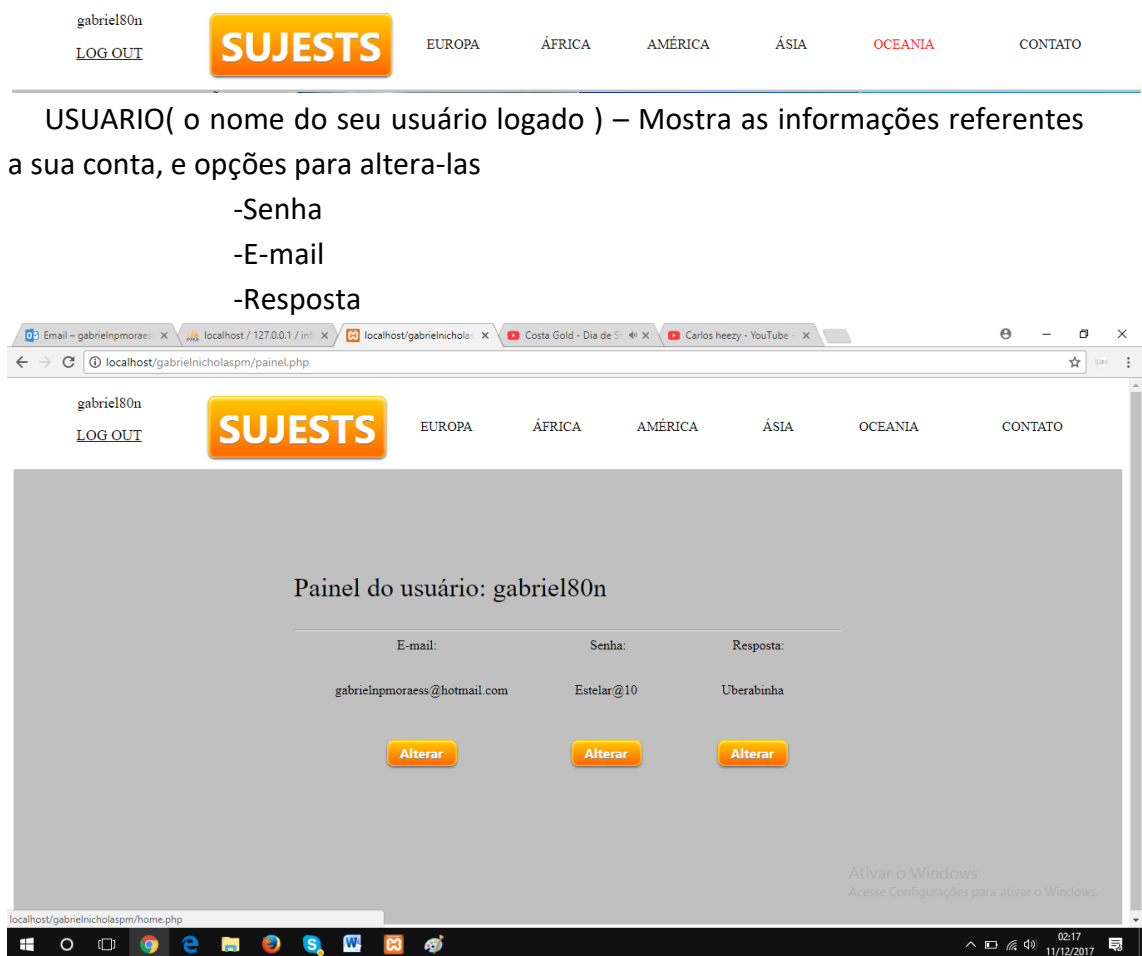 gabriel80n
LOG OUT
SUJESTS
EUROPA ÁFRICA AMÉRICA ÁSIA OCEANIA CONTATO
USUARIO( o nome do seu usuário logado ) – Mostra as informações referentes
a sua conta, e opções para altera-las
-Senha
-E-mail
-Resposta
Email – gabrielnpmoraes localhost / 127.0.0.1 / inf localhost/gabrielnicholas Costa Gold - Dia de S Carlos heezy - YouTube -
localhost/gabrielnicholaspm/painel.php
gabriel80n
LOG OUT
SUJESTS
EUROPA ÁFRICA AMÉRICA ÁSIA OCEANIA CONTATO
Painel do usuário: gabriel80n
E-mail: Senha: Resposta:
gabrielnpmoraess@hotmail.com Estelar@10 Uberabinha
Alterar Alterar Alterar
Ativar o Windows
Acesse Configurações para ativar o Windows.
localhost/gabrielnicholaspm/home.php
02:17
11/12/2017